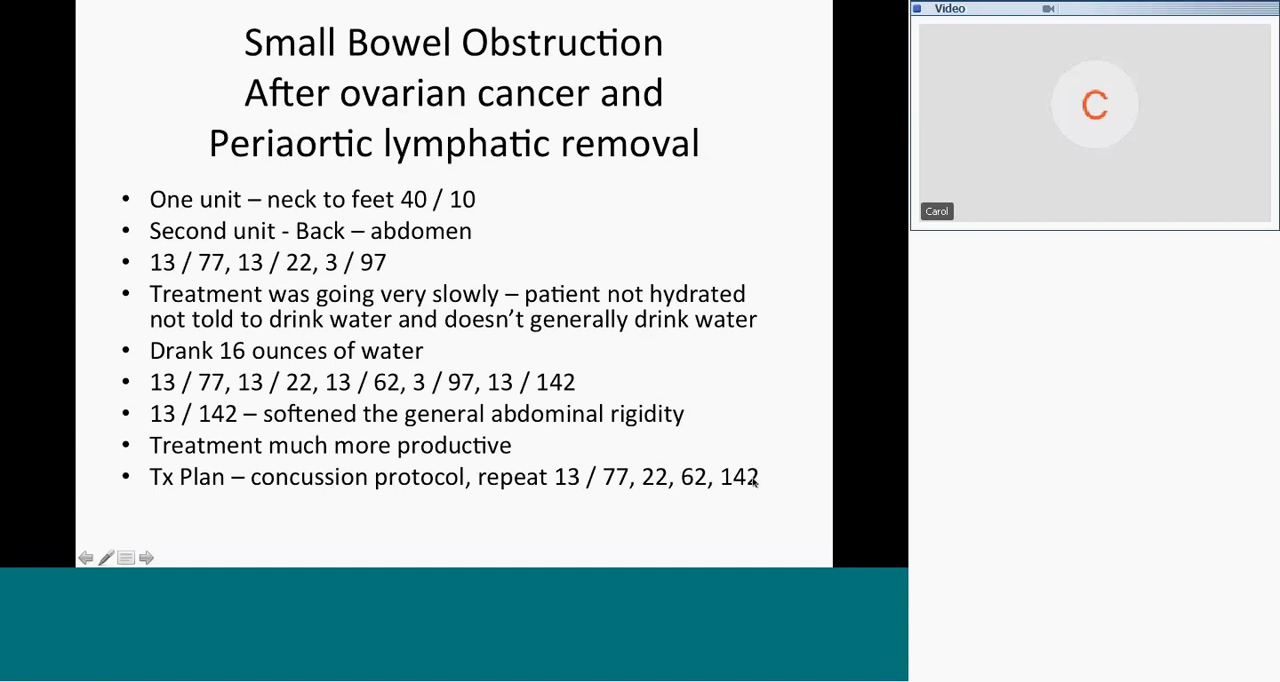 Small Bowel Obstruction
After ovarian cancer and
Periaortic lymphatic removal
• One unit – neck to feet 40 / 10
• Second unit - Back – abdomen
• 13 / 77, 13 / 22, 3 / 97
• Treatment was going very slowly – patient not hydrated
not told to drink water and doesn’t generally drink water
• Drank 16 ounces of water
• 13 / 77, 13 / 22, 13 / 62, 3 / 97, 13 / 142
• 13 / 142 – softened the general abdominal rigidity
• Treatment much more productive
• Tx Plan – concussion protocol, repeat 13 / 77, 22, 62, 142
Video
C
Carol